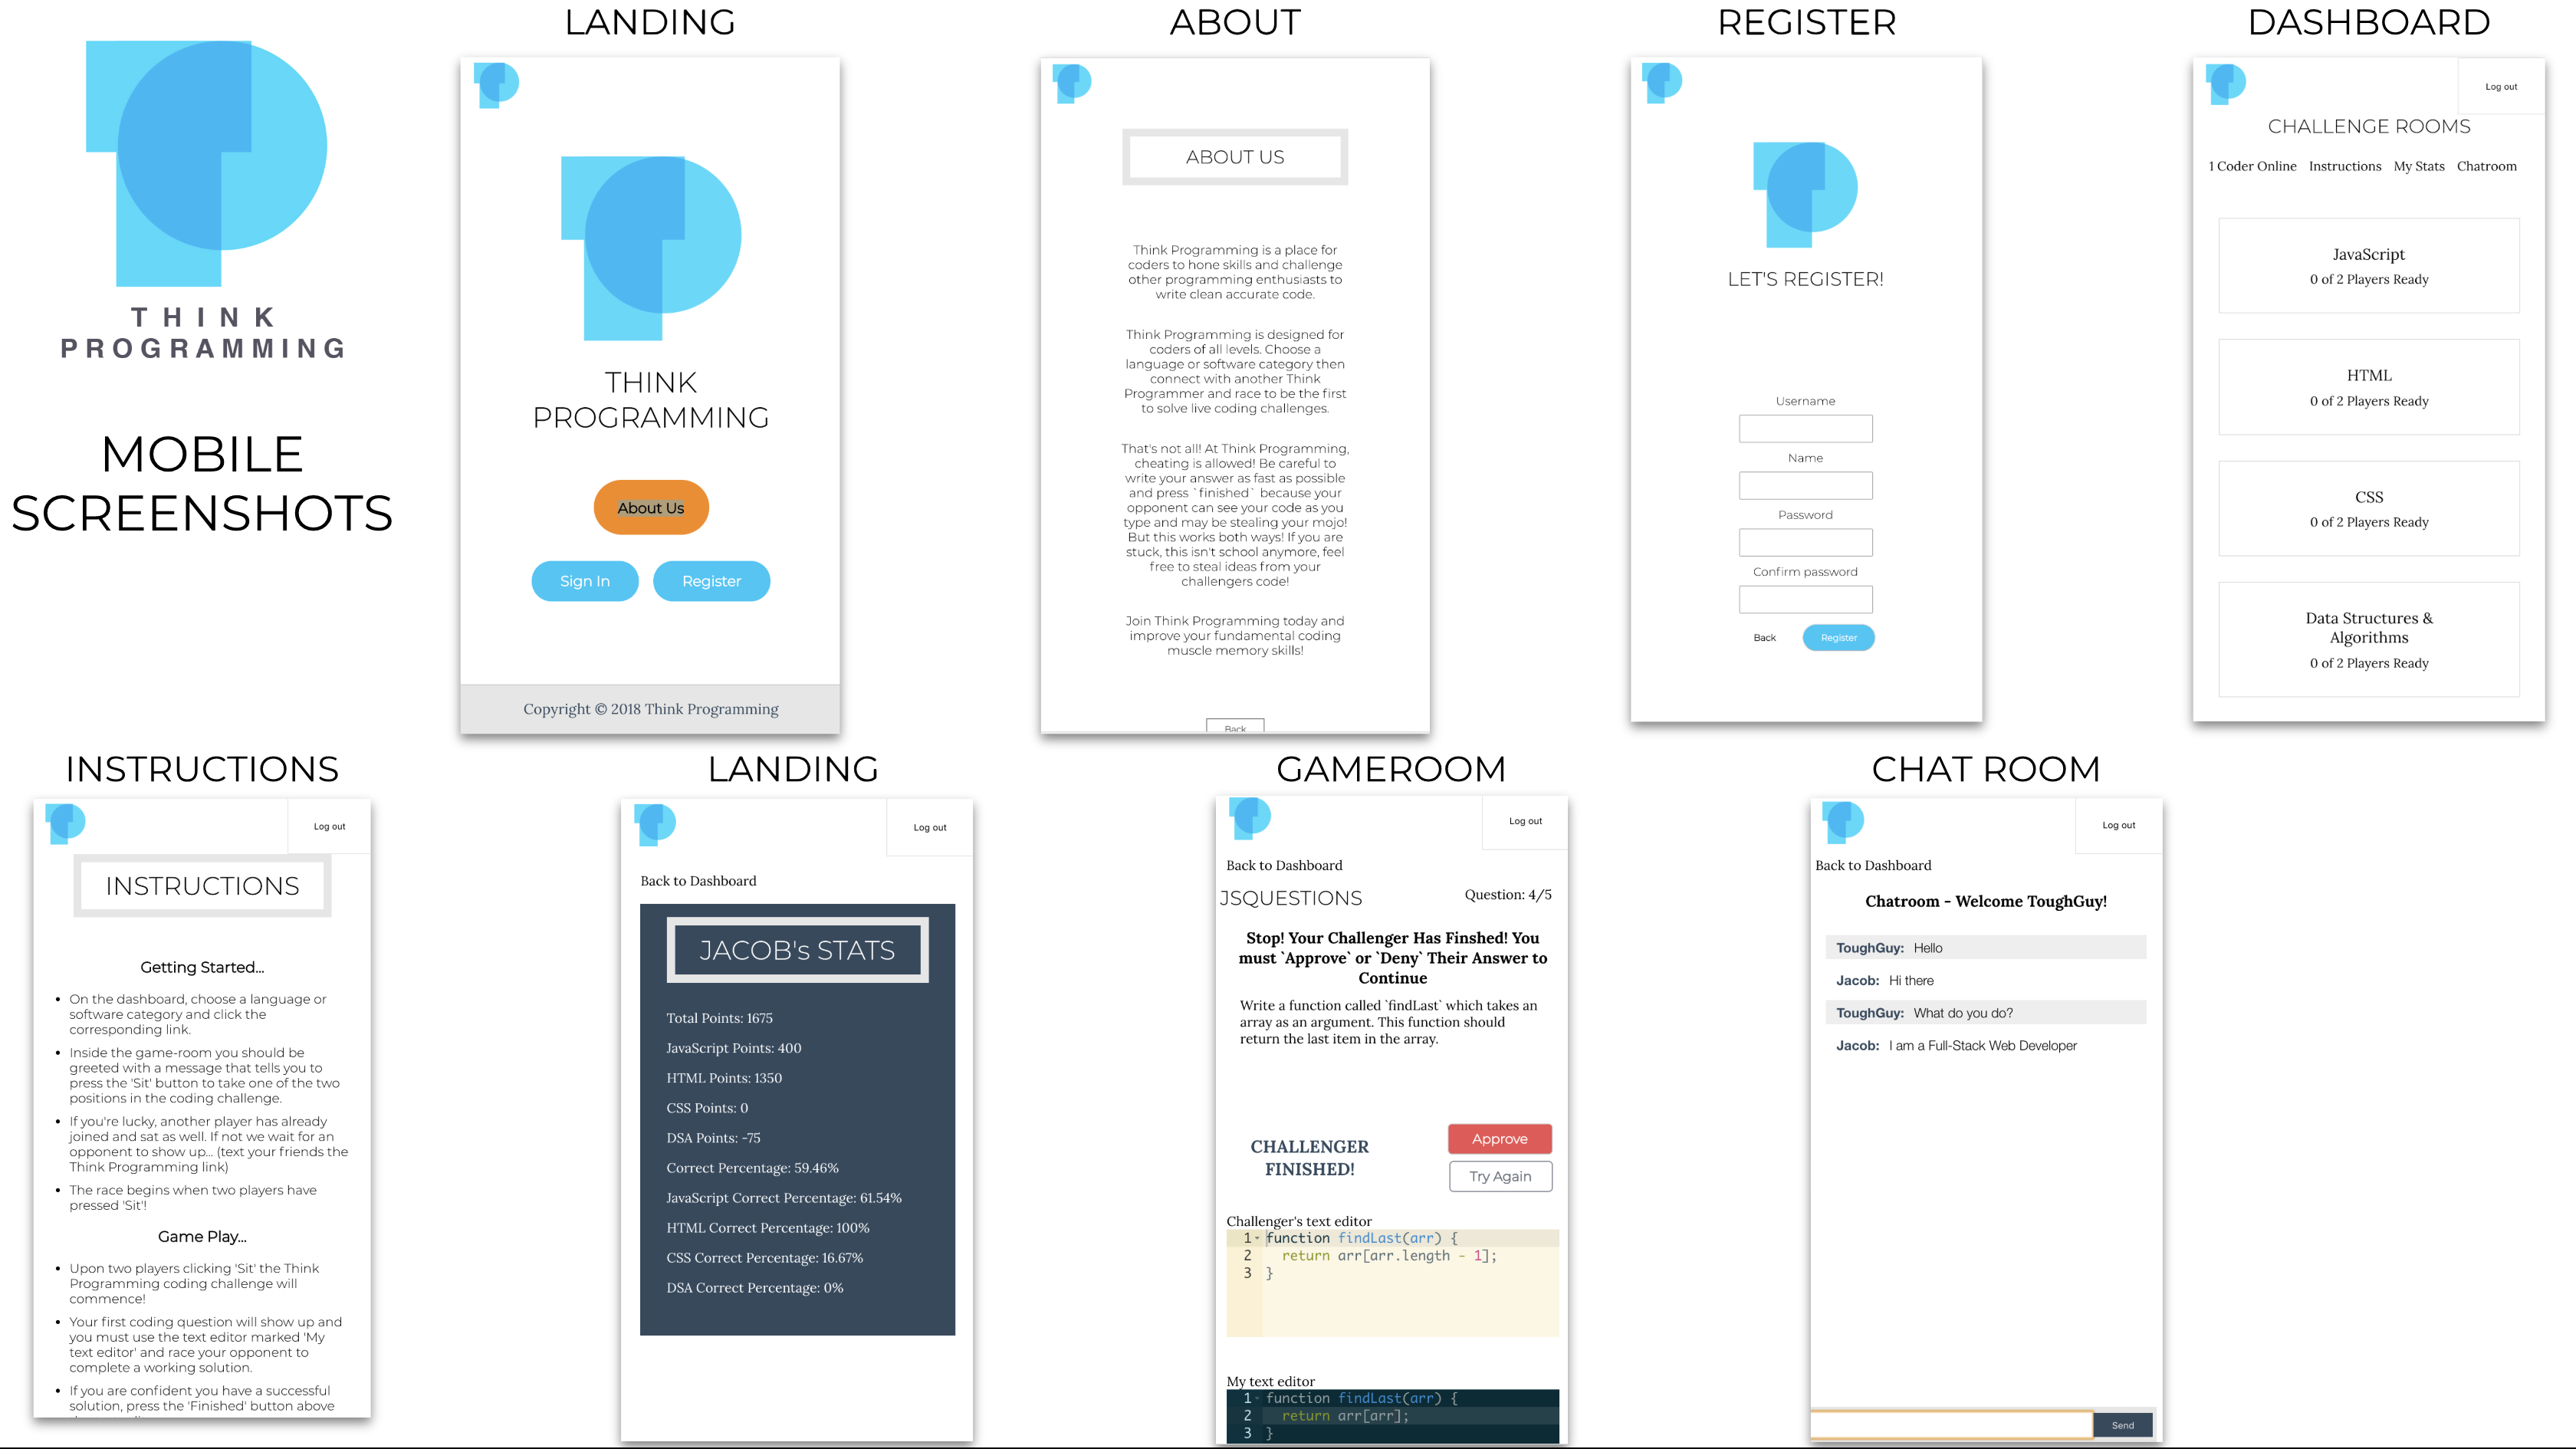 THINK
PROGRAMMING
MOBILE
SCREENSHOTS
LANDING
THINK
PROGRAMMING
About Us
Sign In Register
Copyright © 2018 Think Programming
ABOUT
ABOUT US
Think Programming is a place for
coders to hone skills and challenge
other programming enthusiasts to
write clean accurate code.
Think Programming is designed for
coders of all levels. Choose a
language or software category then
connect with another Think
Programmer and race to be the first
to solve live coding challenges.
That's not all! At Think Programming,
cheating is allowed! Be careful to
write your answer as fast as possible
and press `finished` because your
opponent can see your code as you
type and may be stealing your mojo!
But this works both ways! If you are
stuck, this isn't school anymore, feel
free to steal ideas from your
challengers code!
Join Think Programming today and
improve your fundamental coding
muscle memory skills!
Back
REGISTER
LET'S REGISTER!
Username
Name
Password
Confirm password
Back Register
DASHBOARD
Log out
CHALLENGE ROOMS
1 Coder Online Instructions My Stats Chatroom
JavaScript
0 of 2 Players Ready
HTML
0 of 2 Players Ready
CSS
0 of 2 Players Ready
Data Structures &
Algorithms
0 of 2 Players Ready
INSTRUCTIONS
Log out
INSTRUCTIONS
Getting Started...
• On the dashboard, choose a language or
software category and click the
corresponding link.
• Inside the game-room you should be
greeted with a message that tells you to
press the 'Sit' button to take one of the two
positions in the coding challenge.
• If you're lucky, another player has already
joined and sat as well. If not we wait for an
opponent to show up... (text your friends the
Think Programming link)
• The race begins when two players have
pressed 'Sit'!
Game Play...
• Upon two players clicking 'Sit' the Think
Programming coding challenge will
commence!
• Your first coding question will show up and
you must use the text editor marked 'My
text editor' and race your opponent to
complete a working solution.
• If you are confident you have a successful
solution, press the 'Finished' button above
LANDING
Log out
Back to Dashboard
JACOB's STATS
Total Points: 1675
JavaScript Points: 400
HTML Points: 1350
CSS Points: 0
DSA Points: -75
Correct Percentage: 59.46%
JavaScript Correct Percentage: 61.54%
HTML Correct Percentage: 100%
CSS Correct Percentage: 16.67%
DSA Correct Percentage: 0%
GAMEROOM
Log out
Back to Dashboard
JSQUESTIONS Question: 4/5
Stop! Your Challenger Has Finshed! You
must `Approve` or `Deny` Their Answer to
Continue
Write a function called `findLast` which takes an
array as an argument. This function should
return the last item in the array.
CHALLENGER
FINISHED!
Approve
Try Again
Challenger's text editor
1 function findLast(arr) {
2 return arr[arr.length - 1];
3 }
My text editor
1 function findLast(arr) {
2 return arr[arr];
3 }
CHAT ROOM
Log out
Back to Dashboard
Chatroom - Welcome ToughGuy!
ToughGuy: Hello
Jacob: Hi there
ToughGuy: What do you do?
Jacob: I am a Full-Stack Web Developer
Send